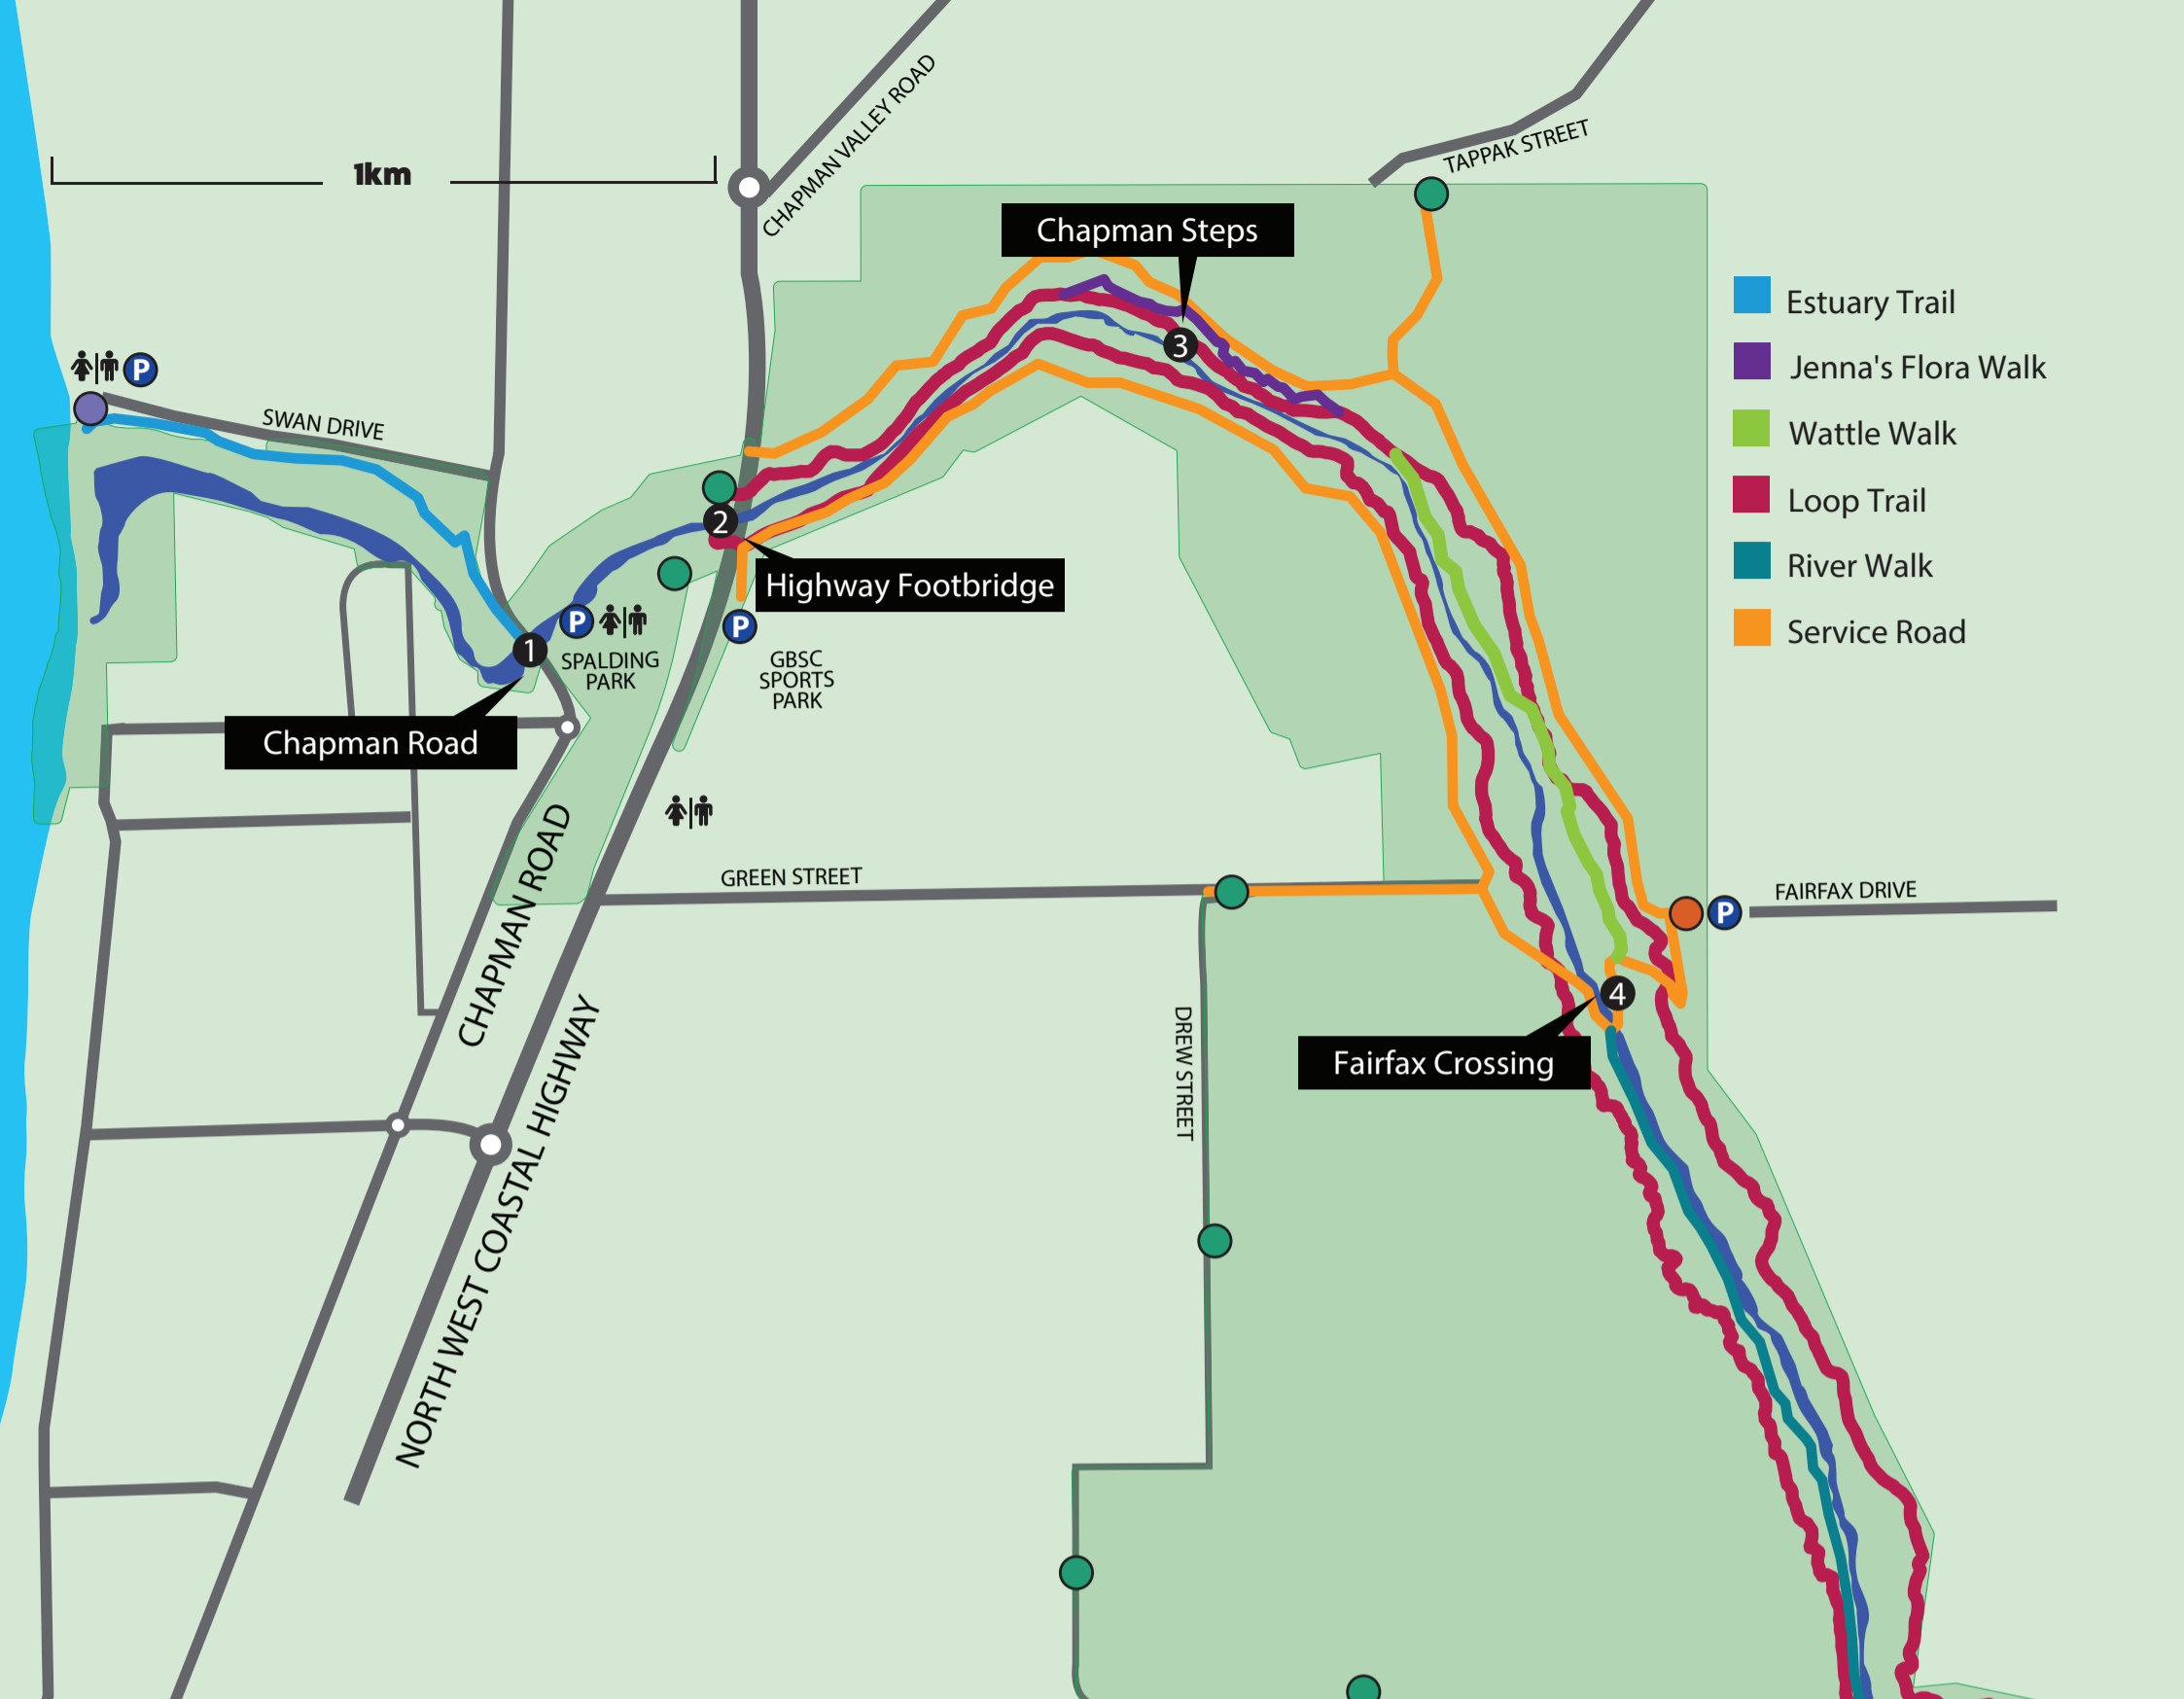 1km
CHAPMAN VALLEY ROAD
TAPPAK STREET
Chapman Steps
Estuary Trail
Jenna's Flora Walk
Wattle Walk
Loop Trail
River Walk
Service Road
3
P
SWAN DRIVE
2
Highway Footbridge
P
P
1
SPALDING
PARK
GBSC
SPORTS
PARK
Chapman Road
CHAPMAN ROAD
GREEN STREET
FAIRFAX DRIVE
P
4
Fairfax Crossing
DREW STREET
NORTH WEST COASTAL HIGHWAY